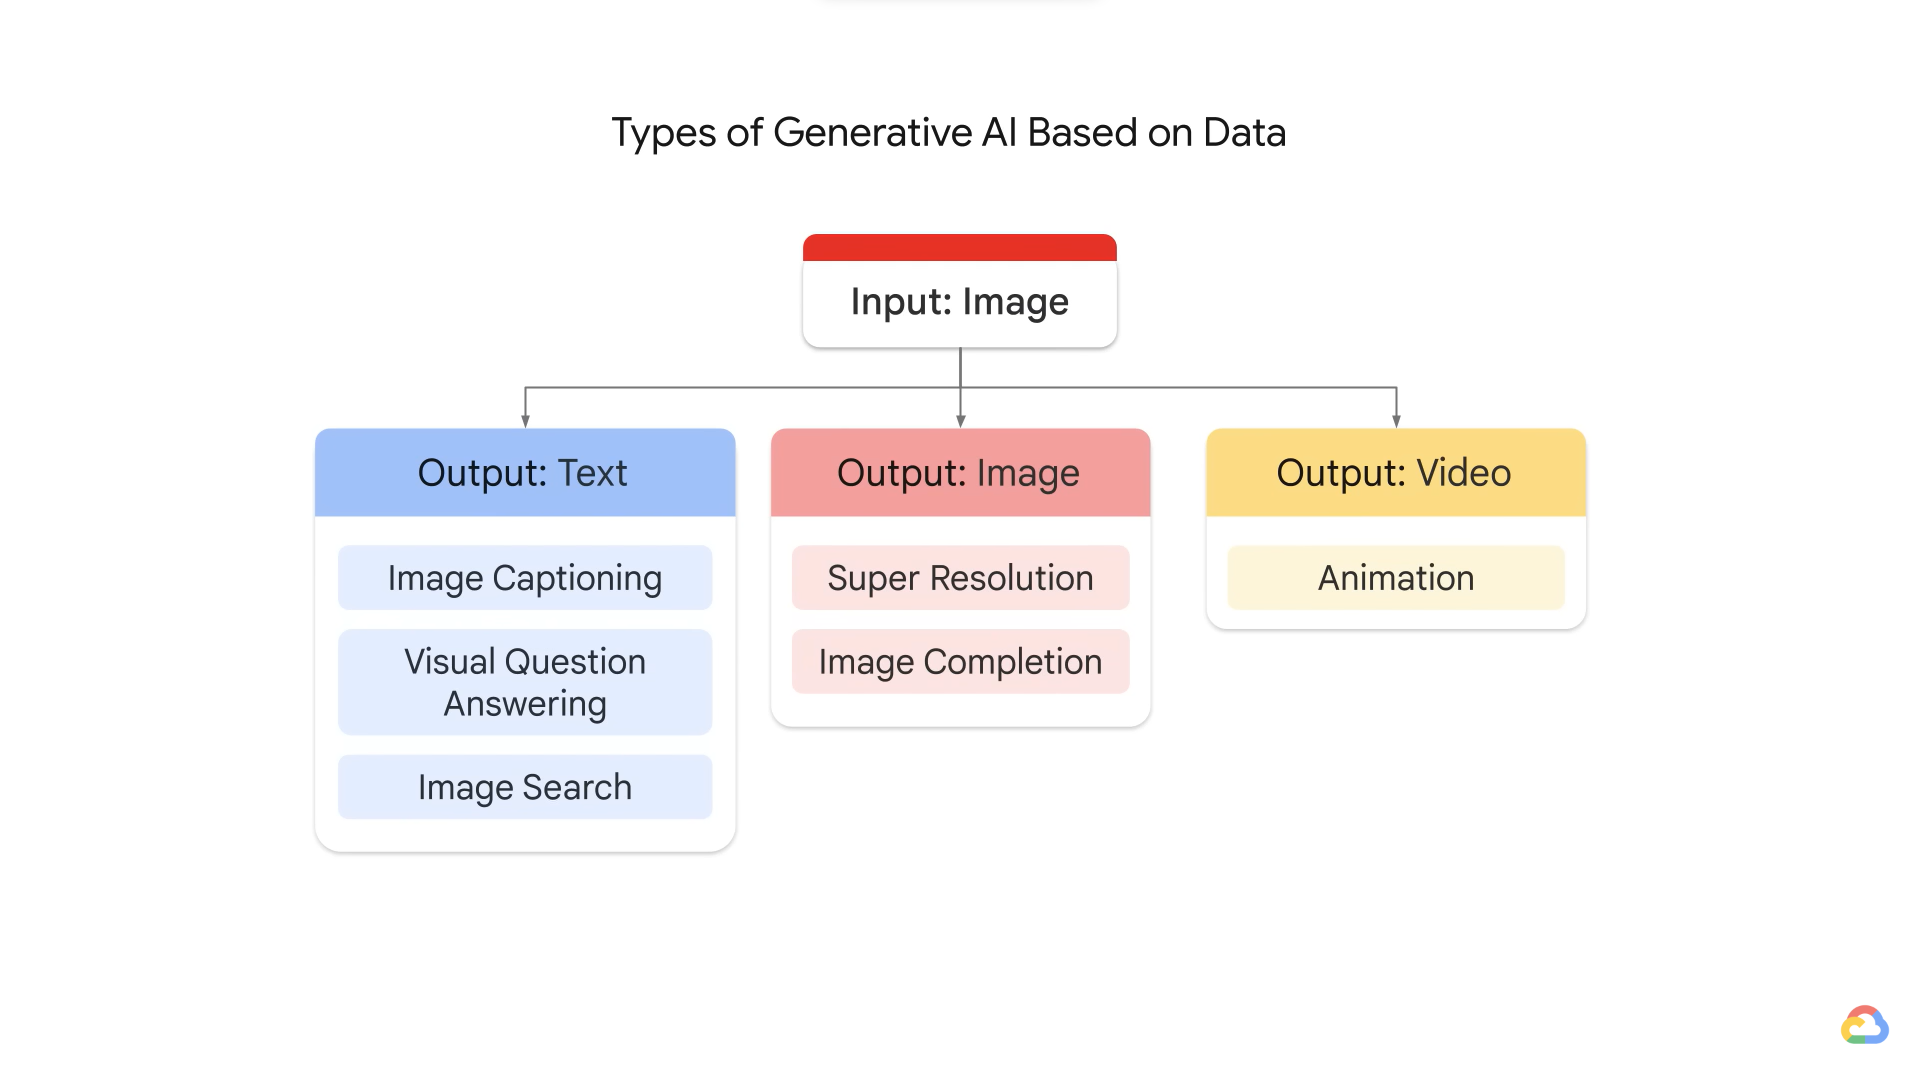 Types of Generative AI Based on Data
Input: Image
Output: Text
Image Captioning
Visual Question
Answering
Image Search
Output: Image
Super Resolution
Image Completion
Output: Video
Animation